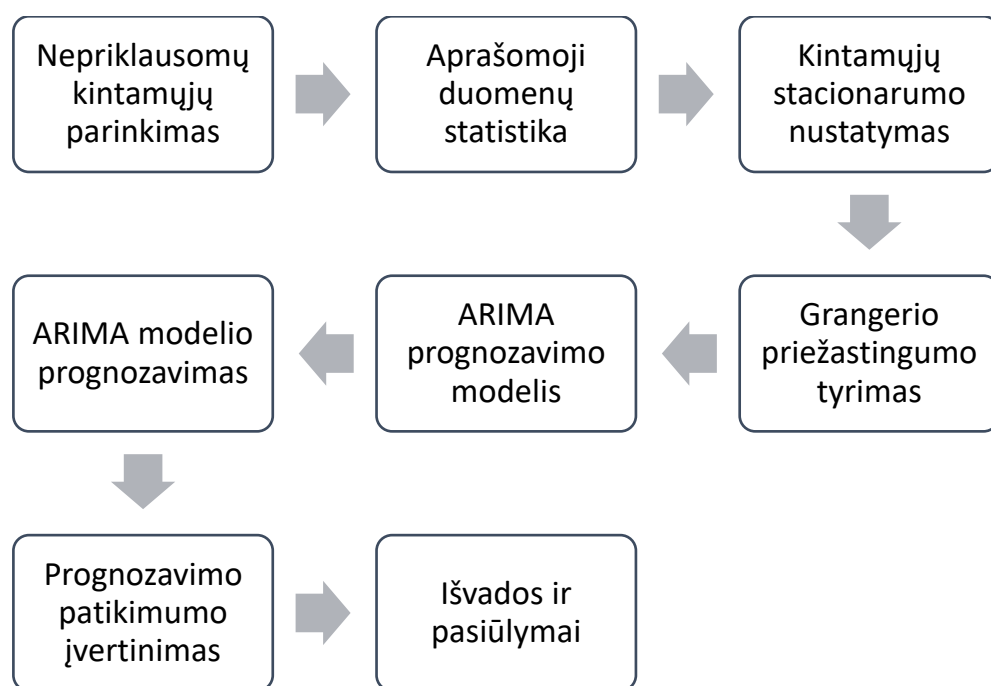 Nepriklausomų
kintamųjų
parinkimas
Aprašomoji
duomenų
statistika
Kintamųjų
stacionarumo
nustatymas
Grangerio
priežastingumo
tyrimas
ARIMA
prognozavimo
modelis
ARIMA modelio
prognozavimas
Prognozavimo
patikimumo
įvertinimas
Išvados ir
pasiūlymai